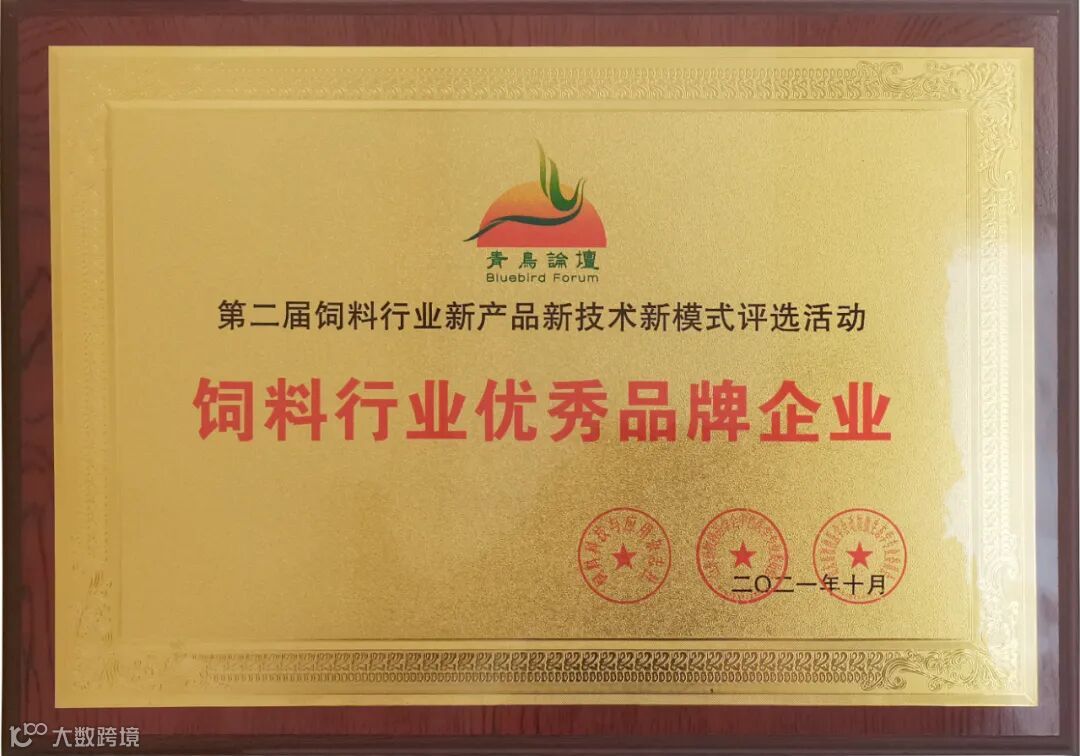 青鳥論壇
Bluebird Forum
第二届饲料行业新产品新技术新模式评选活动
饲料行业优秀品牌企业
二〇二一年十月
大数跨境